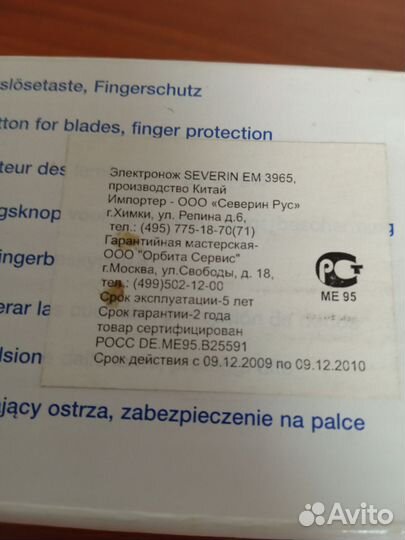 slösetaste, Fingerschutz
tton for blades, finger protection
teur des
Электронож SEVERIN EM 3965,
производство Китай
Импортер - ООО «Северин Рус»
г.Химки, ул. Репина д.6,
тел.: (495) 775-18-70(71)
Гарантийная мастерская-
ООО "Орбита Сервис"
г.Москва, ул.Свободы, д. 18,
тел.: (499)502-12-00
Срок эксплуатации-5 лет
Срок гарантии-2 года
товар сертифицирован
РОСС DE.ME95.B25591
Срок действия с 09.12.2009 по 09.12.2010
РСТ
ME 95
gsknop
ingerb
erar la
ulsion
ający ostrza, zabezpieczenie na palce
Avito